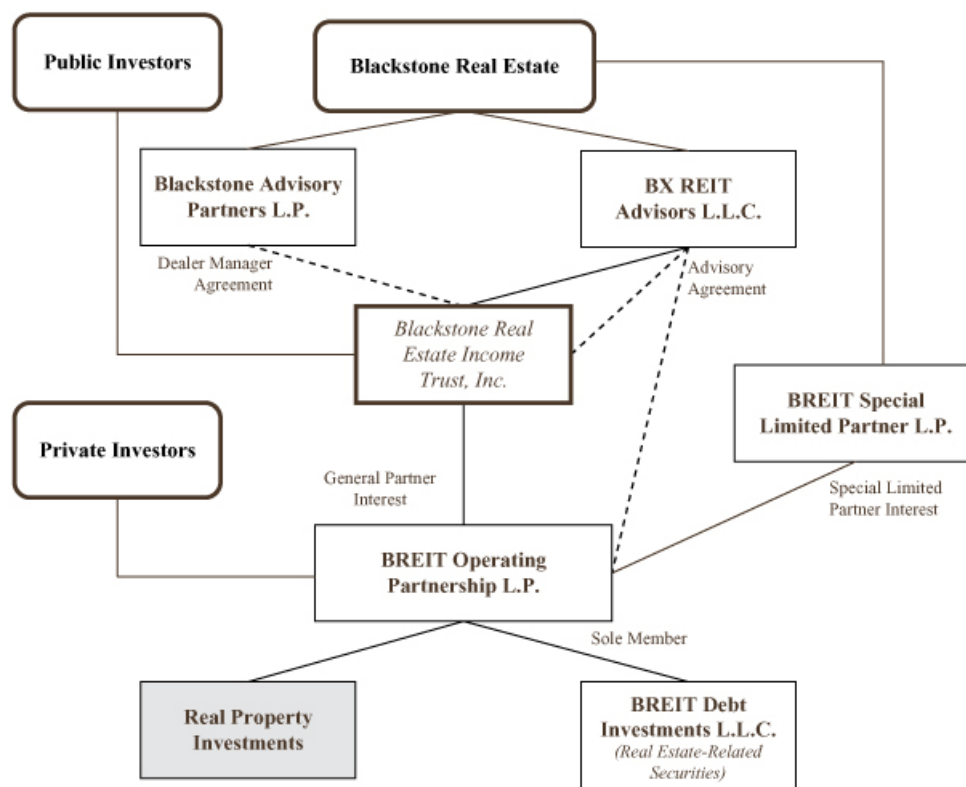 Public Investors
Blackstone Real Estate
Blackstone Advisory
Partners L.P.
BX REIT
Advisors L.L.C.
Dealer Manager
Agreement
Advisory
Agreement
Blackstone Real
Estate Income
Trust, Inc.
BREIT Special
Limited Partner L.P.
Private Investors
General Partner
Interest
Special Limited
Partner Interest
BREIT Operating
Partnership L.P.
Sole Member
Real Property
Investments
BREIT Debt
Investments L.L.C.
(Real Estate-Related
Securities)